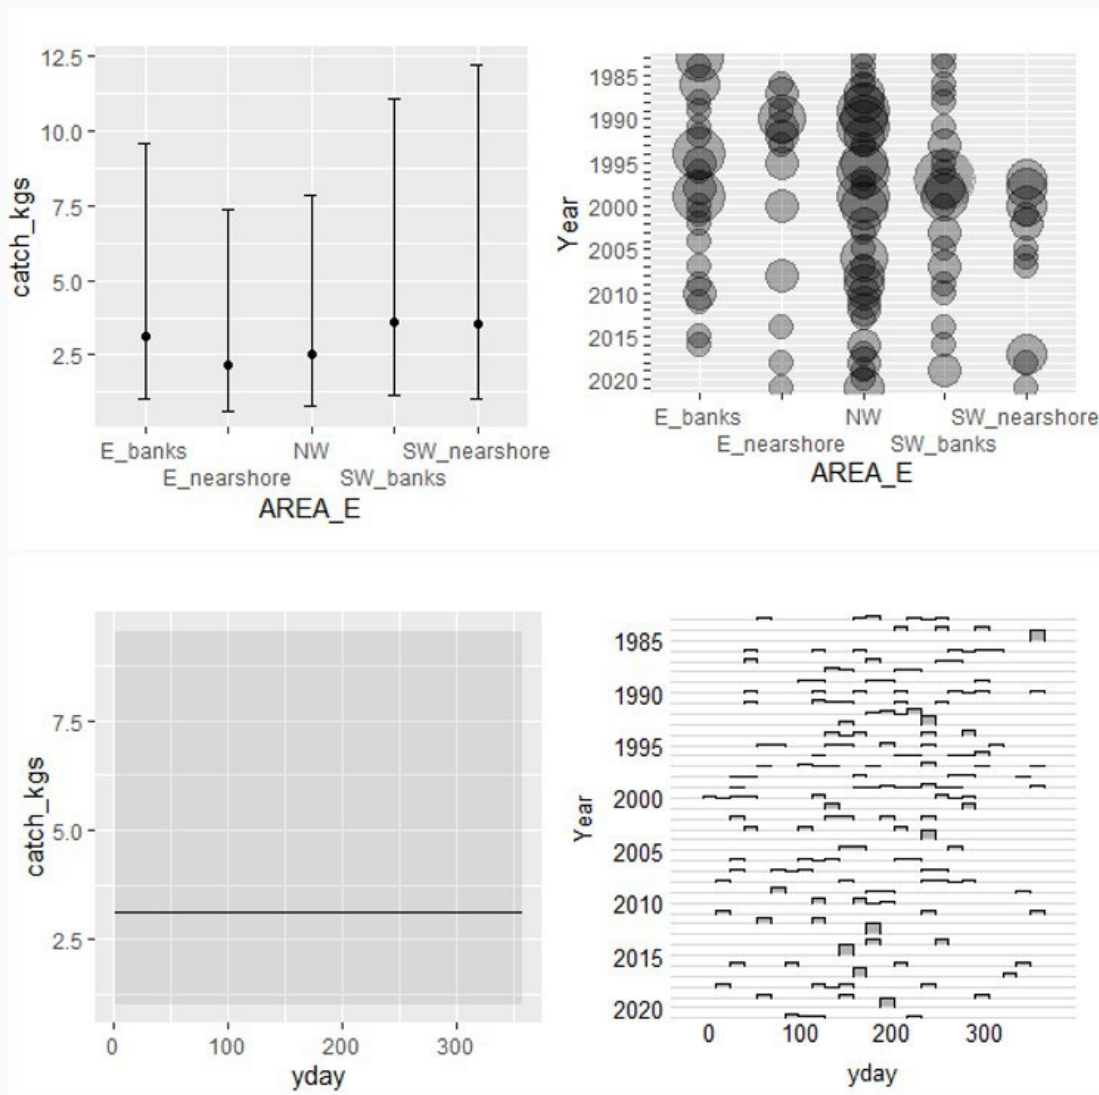 12.5
10.0
7.5
5.0
2.5
catch_kgs
E_banks NW SW_nearshore
E_nearshore SW_banks
AREA_E
1985
1990
1995
2000
2005
2010
2015
2020
Year
E_banks NW SW_nearshore
E_nearshore SW_banks
AREA_E
7.5
5.0
2.5
catch_kgs
0 100 200 300
yday
1985
1990
1995
2000
2005
2010
2015
2020
Year
0 100 200 300
yday